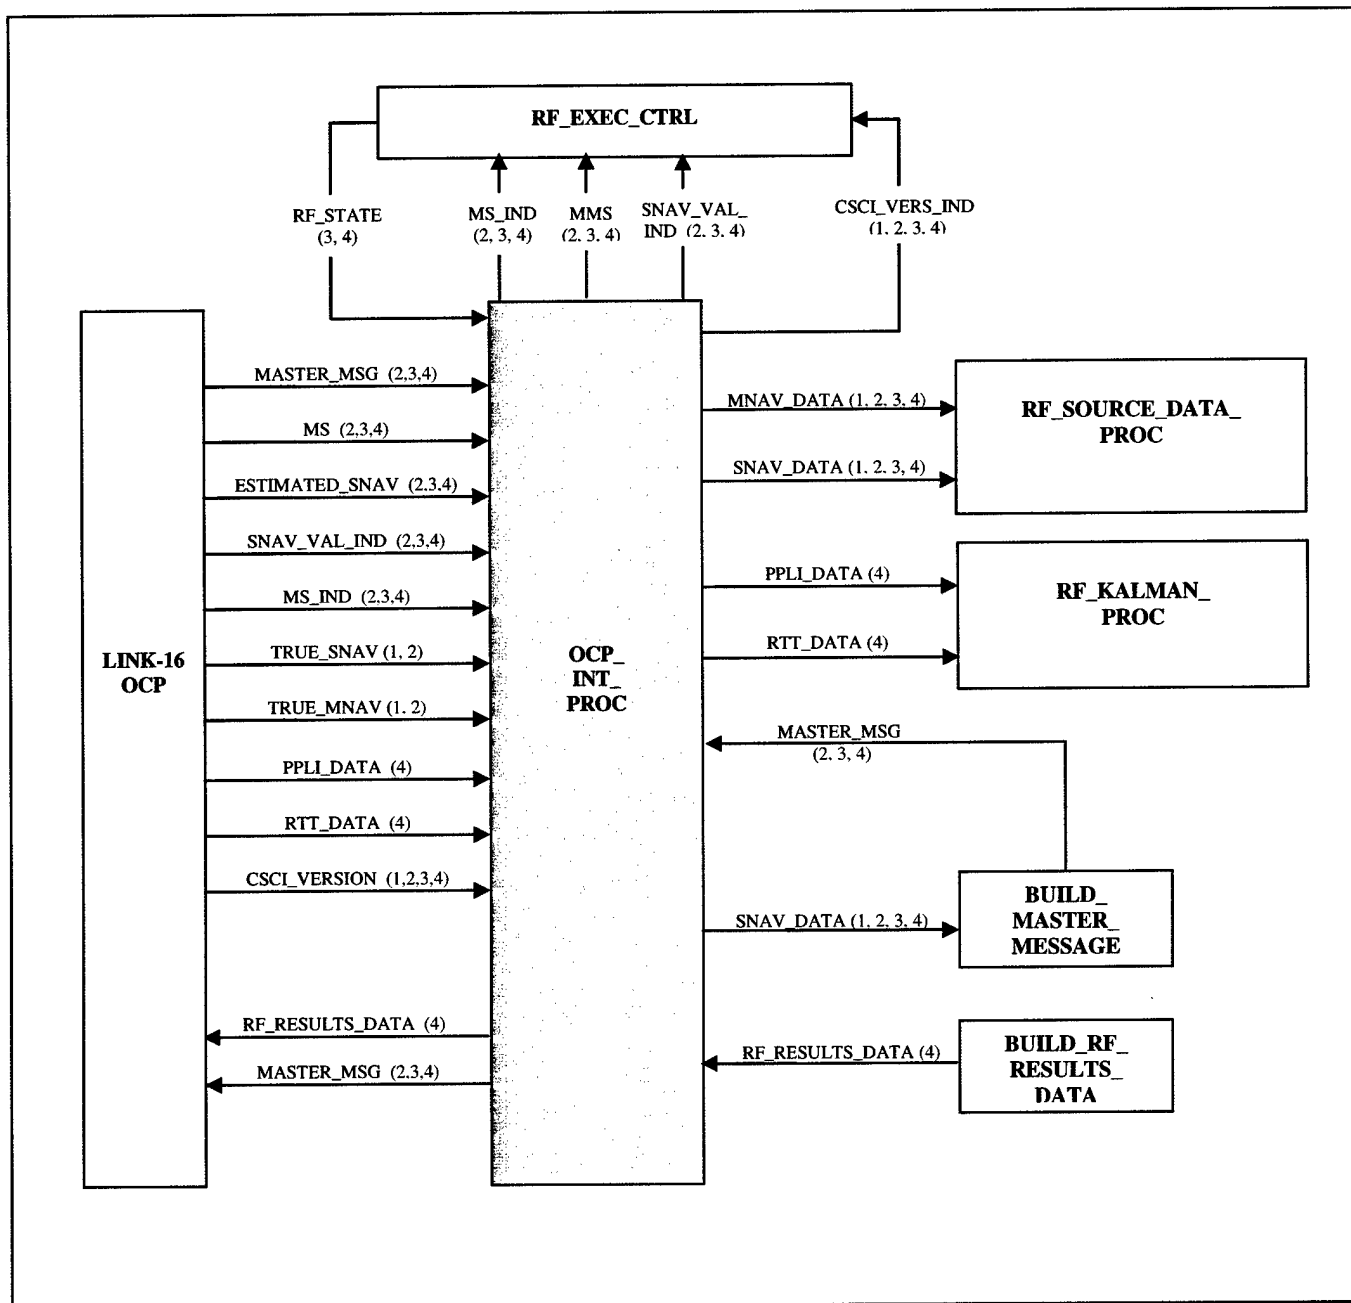 RF_EXEC_CTRL
RF_STATE
(3, 4)
MS_IND
(2, 3, 4)
MMS
(2, 3, 4)
SNAV_VAL_
IND (2, 3, 4)
CSCI_VERS_IND
(1, 2, 3, 4)
LINK-16
OCP
MASTER_MSG (2,3,4)
MS (2,3,4)
ESTIMATED_SNAV (2,3,4)
SNAV_VAL_IND (2,3,4)
MS_IND (2,3,4)
TRUE_SNAV (1, 2)
TRUE_MNAV (1, 2)
PPLI_DATA (4)
RTT_DATA (4)
CSCI_VERSION (1,2,3,4)
RF_RESULTS_DATA (4)
MASTER_MSG (2,3,4)
OCP_
INT_
PROC
MNAV_DATA (1, 2, 3, 4)
SNAV_DATA (1, 2, 3, 4)
RF_SOURCE_DATA_
PROC
PPLI_DATA (4)
RTT_DATA (4)
RF_KALMAN_
PROC
MASTER_MSG
(2, 3, 4)
SNAV_DATA (1, 2, 3, 4)
BUILD_
MASTER_
MESSAGE
RF_RESULTS_DATA (4)
BUILD_RF_
RESULTS_
DATA